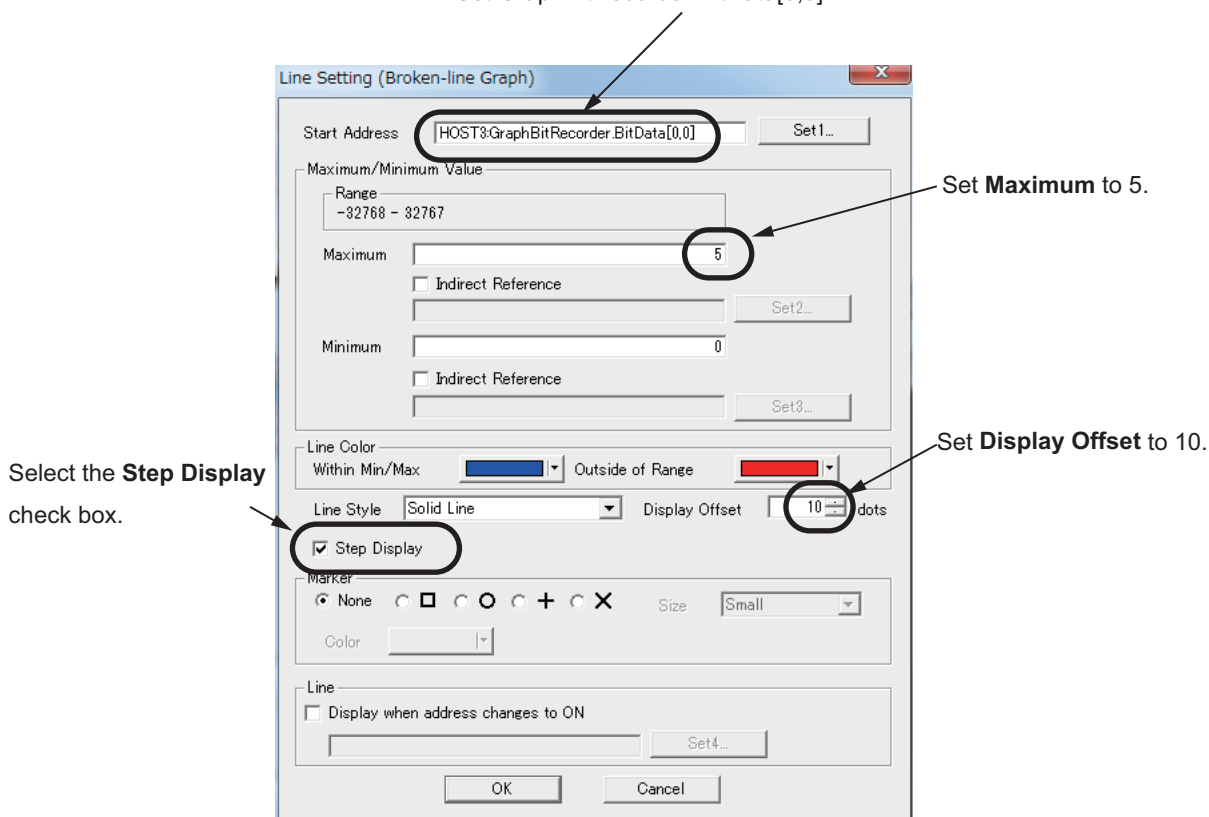 Line Setting (Broken-line Graph)
X
Start Address HOST3:GraphBitRecorder.BitData[0,0] Set1...
Maximum/Minimum Value
Range
-32768 - 32767
Set Maximum to 5.
Maximum 5
Indirect Reference
Set2...
Minimum 0
Indirect Reference
Set3...
Set Display Offset to 10.
Line Color
Within Min/Max Outside of Range
Select the Step Display
check box.
Line Style Solid Line Display Offset 10 dots
Step Display
Marker
None Size Small
Color
Line
Display when address changes to ON
Set4...
OK Cancel